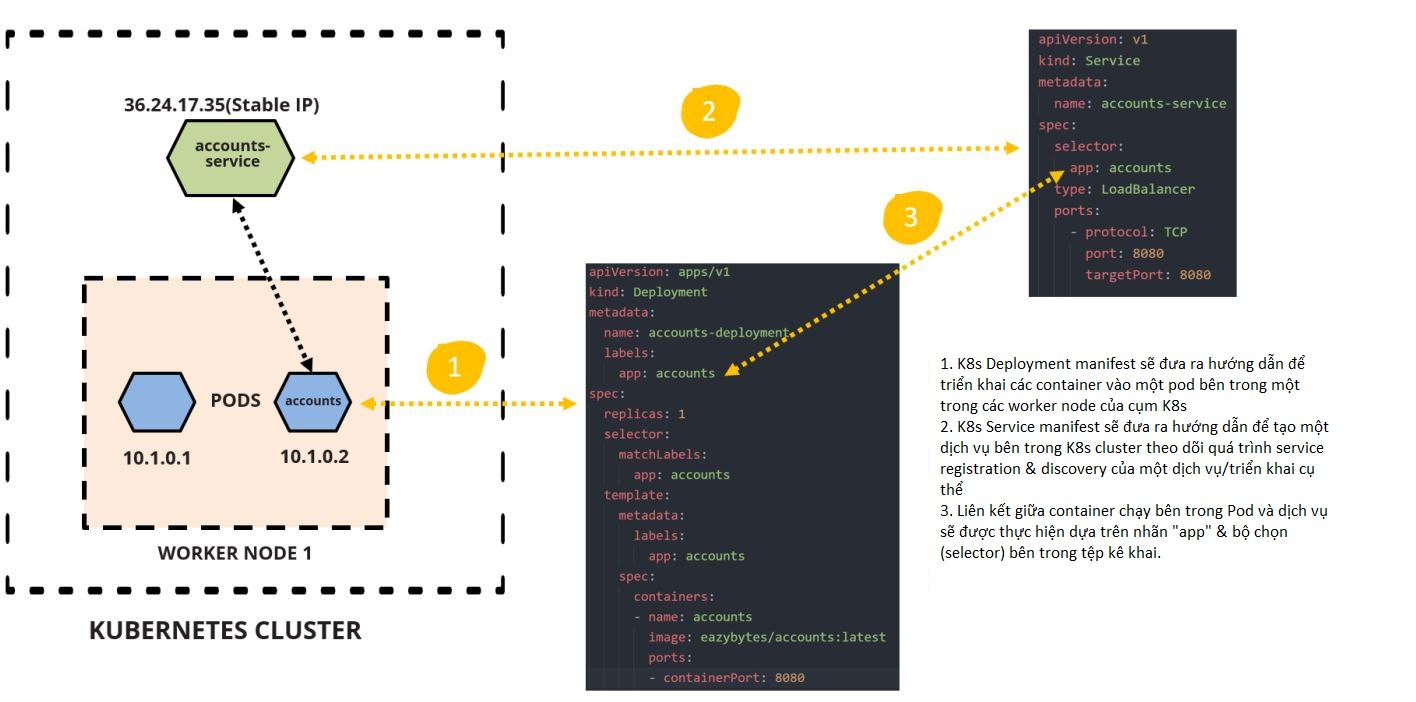 36.24.17.35(Stable IP)
accounts-
service
PODS
accounts
10.1.0.1
10.1.0.2
WORKER NODE 1
KUBERNETES CLUSTER
1
2
3
apiVersion: apps/v1
kind: Deployment
metadata:
name: accounts-deployment
labels:
app: accounts
spec:
replicas: 1
selector:
matchLabels:
app: accounts
template:
metadata:
labels:
app: accounts
spec:
containers:
- name: accounts
image: eazybytes/accounts:latest
ports:
- containerPort: 8080
apiVersion: v1
kind: Service
metadata:
name: accounts-service
spec:
selector:
app: accounts
type: LoadBalancer
ports:
- protocol: TCP
port: 8080
targetPort: 8080
1. K8s Deployment manifest sẽ đưa ra hướng dẫn để
triển khai các container vào một pod bên trong một
trong các worker node của cụm K8s
2. K8s Service manifest sẽ đưa ra hướng dẫn để tạo một
dịch vụ bên trong K8s cluster theo dõi quá trình service
registration & discovery của một dịch vụ/triển khai cụ
thể
3. Liên kết giữa container chạy bên trong Pod và dịch vụ
sẽ được thực hiện dựa trên nhãn "app" & bộ chọn
(selector) bên trong tệp kê khai.